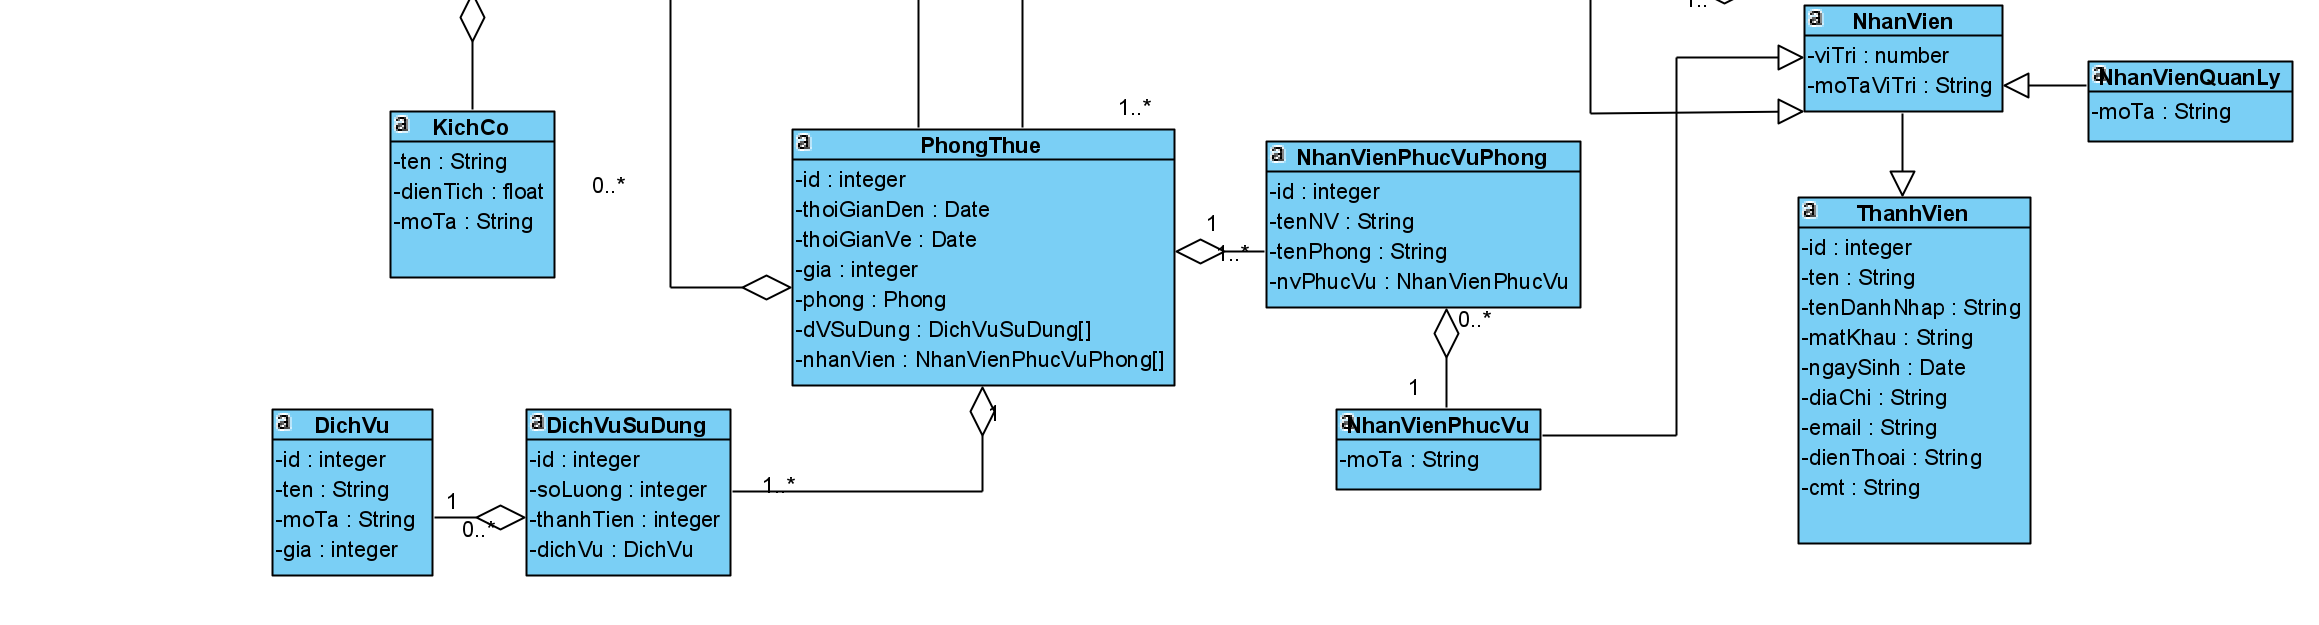 1..
NhanVien
-viTri : number
-moTaViTri : String
NhanVienQuanLy
-moTa : String
KichCo
-ten : String
-dienTich : float
-moTa : String
0..*
1..*
PhongThue
-id : integer
-thoiGianDen : Date
-thoiGianVe : Date
-gia : integer
-phong : Phong
-dVSuDung : DichVuSuDung[]
-nhanVien : NhanVienPhucVuPhong[]
1
1..*
NhanVienPhucVuPhong
-id : integer
-tenNV : String
-tenPhong : String
-nvPhucVu : NhanVienPhucVu
0..*
1
NhanVienPhucVu
-moTa : String
ThanhVien
-id : integer
-ten : String
-tenDanhNhap : String
-matKhau : String
-ngaySinh : Date
-diaChi : String
-email : String
-dienThoai : String
-cmt : String
DichVu
-id : integer
-ten : String
-moTa : String
-gia : integer
1
0..*
DichVuSuDung
-id : integer
-soLuong : integer
-thanhTien : integer
-dichVu : DichVu
1..*
1